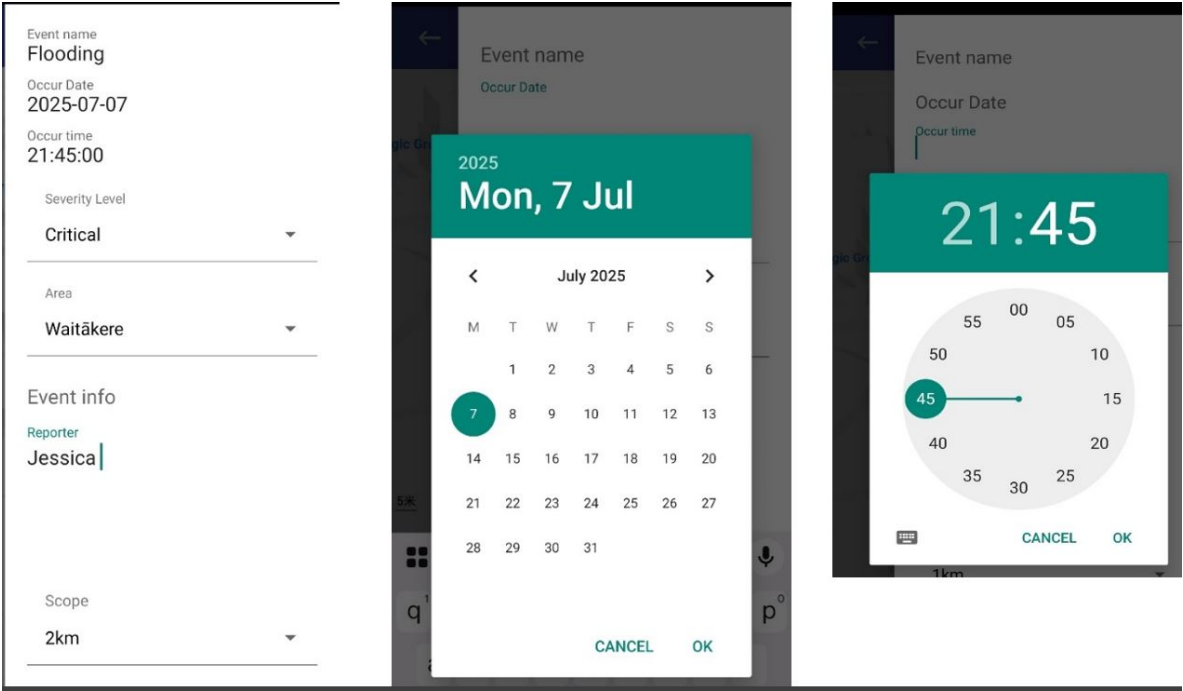 Event name
Flooding
Occur Date
2025-07-07
Occur time
21:45:00
Severity Level
Critical
Area
Waitākere
Event info
Reporter
Jessica
Scope
2km
Event name
Occur Date
2025
Mon, 7 Jul
July 2025
M T W T F S S
1 2 3 4 5 6
7 8 9 10 11 12 13
14 15 16 17 18 19 20
21 22 23 24 25 26 27
28 29 30 31
5米
q 1 p 0
CANCEL OK
Event name
Occur Date
Occur time
21:45
00
55 05
50 10
45 15
40 20
35 25
30
CANCEL OK
1km